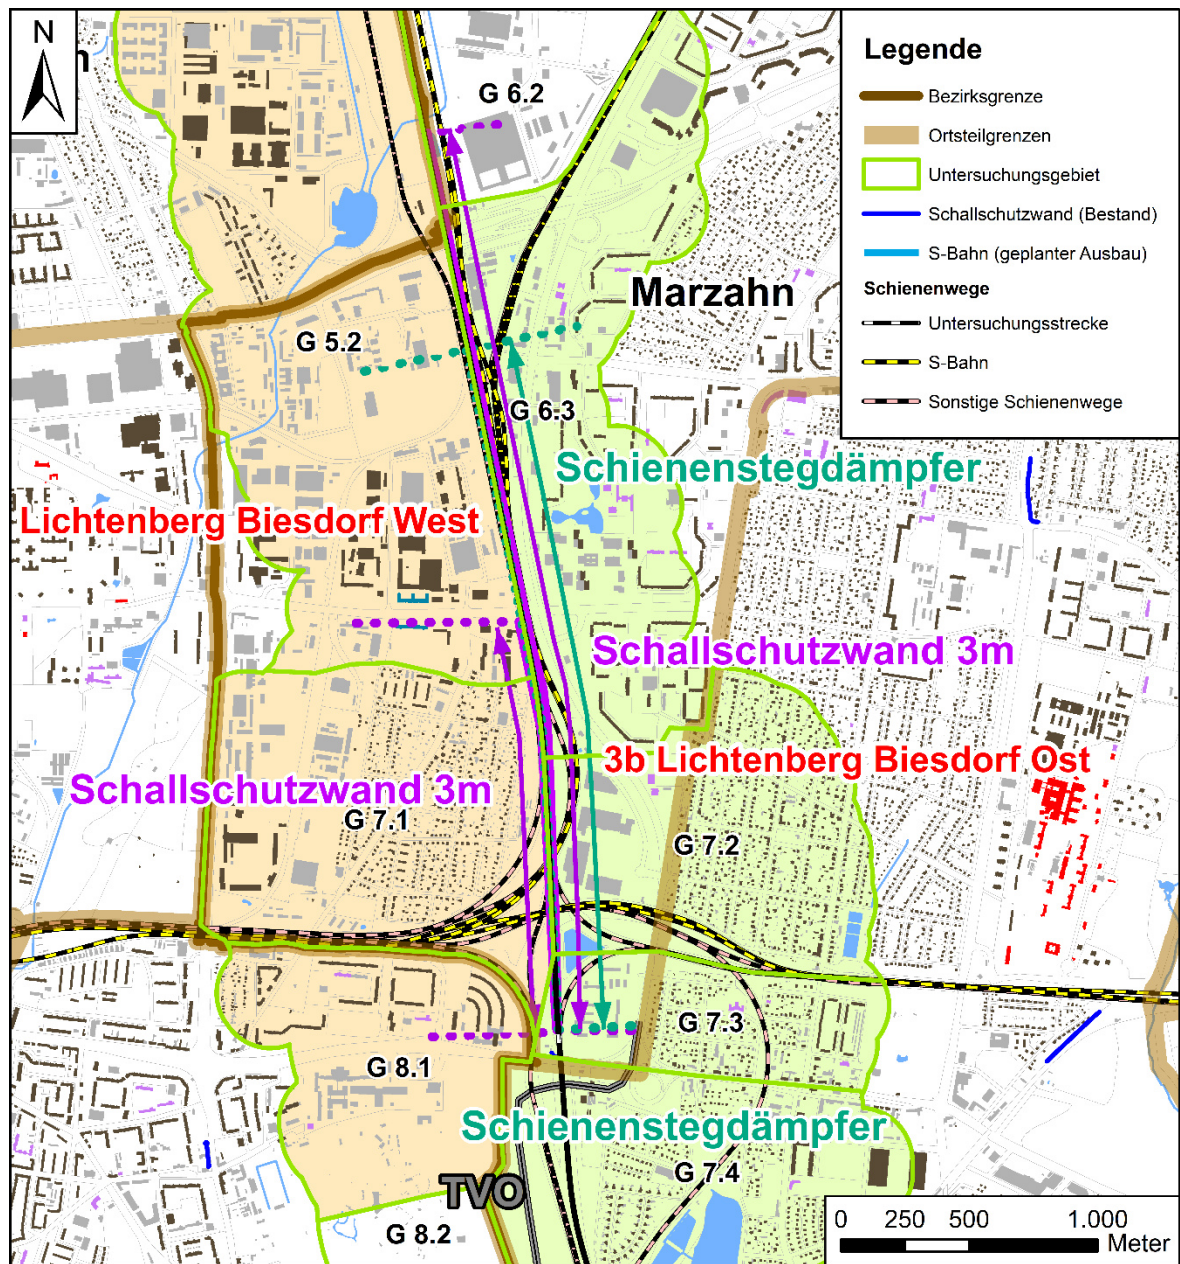 N
n
G 6.2
Legende
Bezirksgrenze
Ortsteilgrenzen
Untersuchungsgebiet
Schallschutzwand (Bestand)
S-Bahn (geplanter Ausbau)
Schienenwege
Untersuchungsstrecke
S-Bahn
Sonstige Schienenwege
Marzahn
G 5.2
G 6.3
Schienenstegdämpfer
Lichtenberg Biesdorf West
Schallschutzwand 3m
3b Lichtenberg Biesdorf Ost
Schallschutzwand 3m
G 7.1
G 7.2
G 7.3
G 8.1
Schienenstegdämpfer
G 7.4
TVO
G 8.2
0 250 500 1.000
Meter